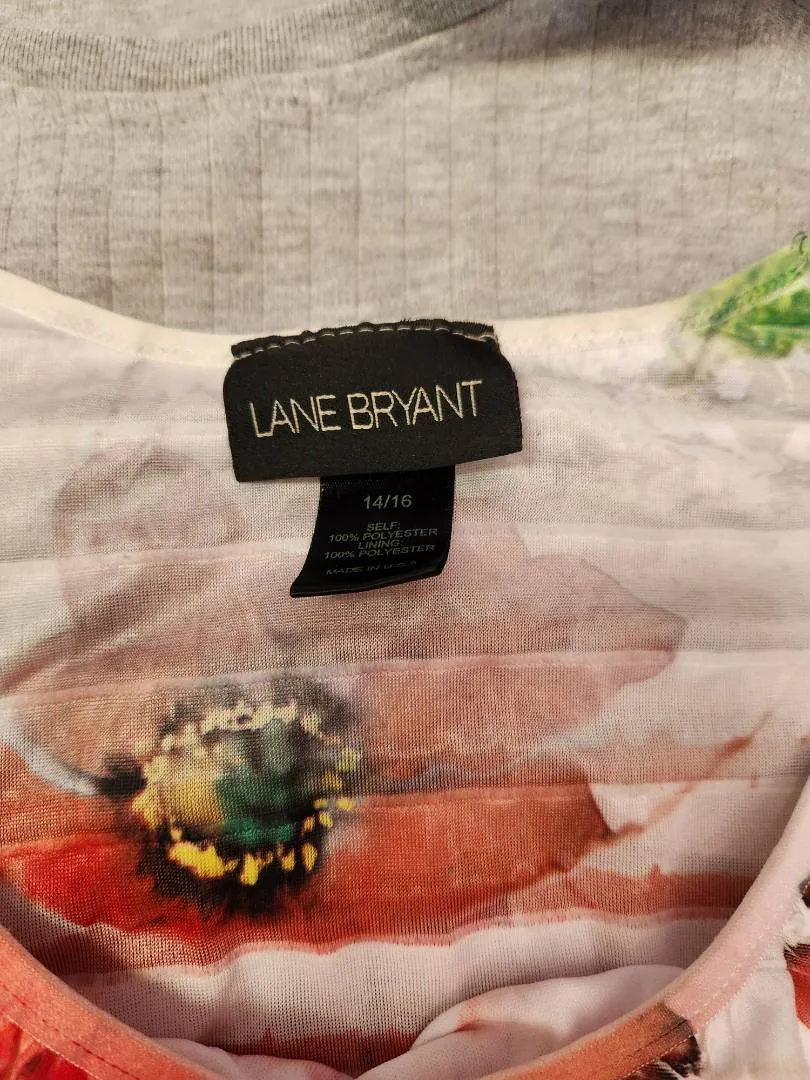 LANE BRYANT
14/16
SELF:
100% POLYESTER
LINING:
100% POLYESTER
MADE IN U.S.A